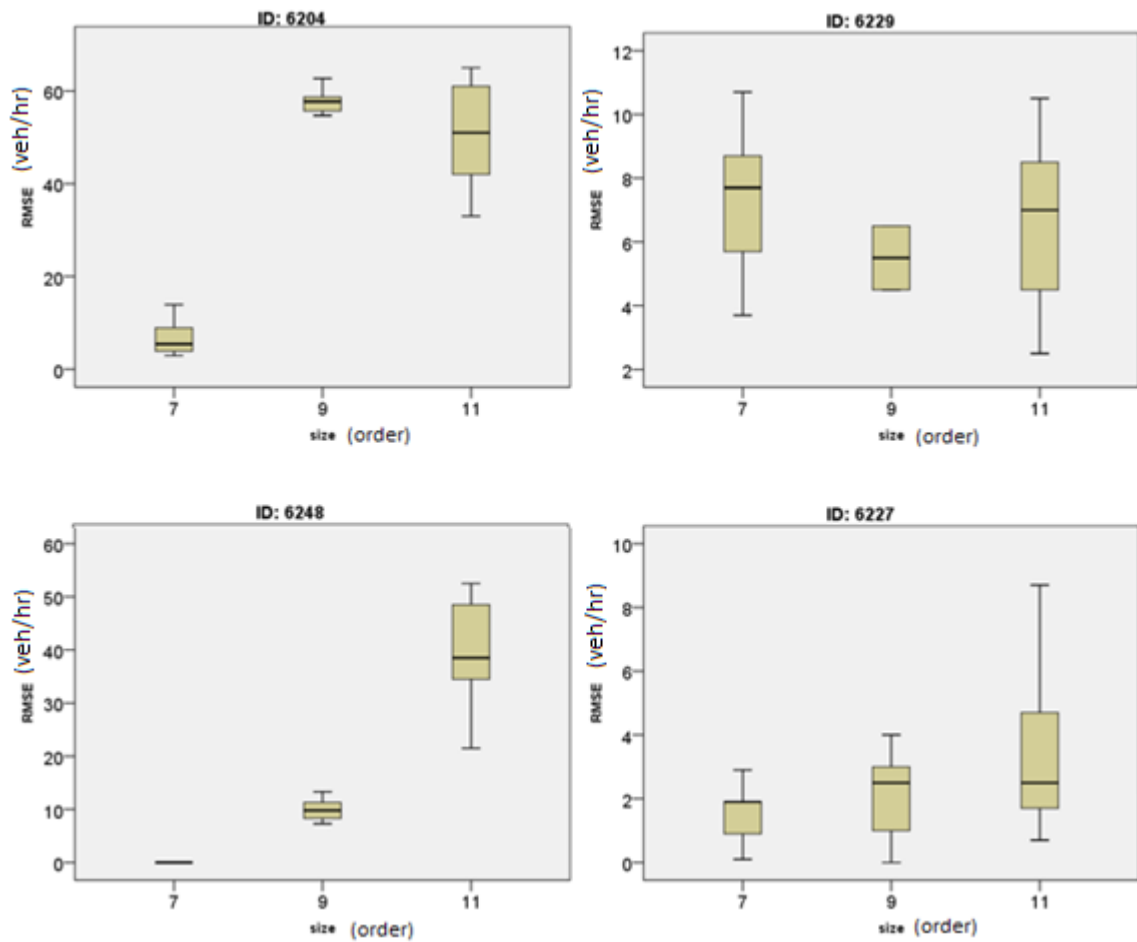 ID: 6204
RMSE (veh/hr)
60
40
20
0
7 9 11
size (order)
ID: 6229
RMSE (veh/hr)
12
10
8
6
4
2
7 9 11
size (order)
ID: 6248
RMSE (veh/hr)
60
50
40
30
20
10
0
7 9 11
size (order)
ID: 6227
RMSE (veh/hr)
10
8
6
4
2
0
7 9 11
size (order)